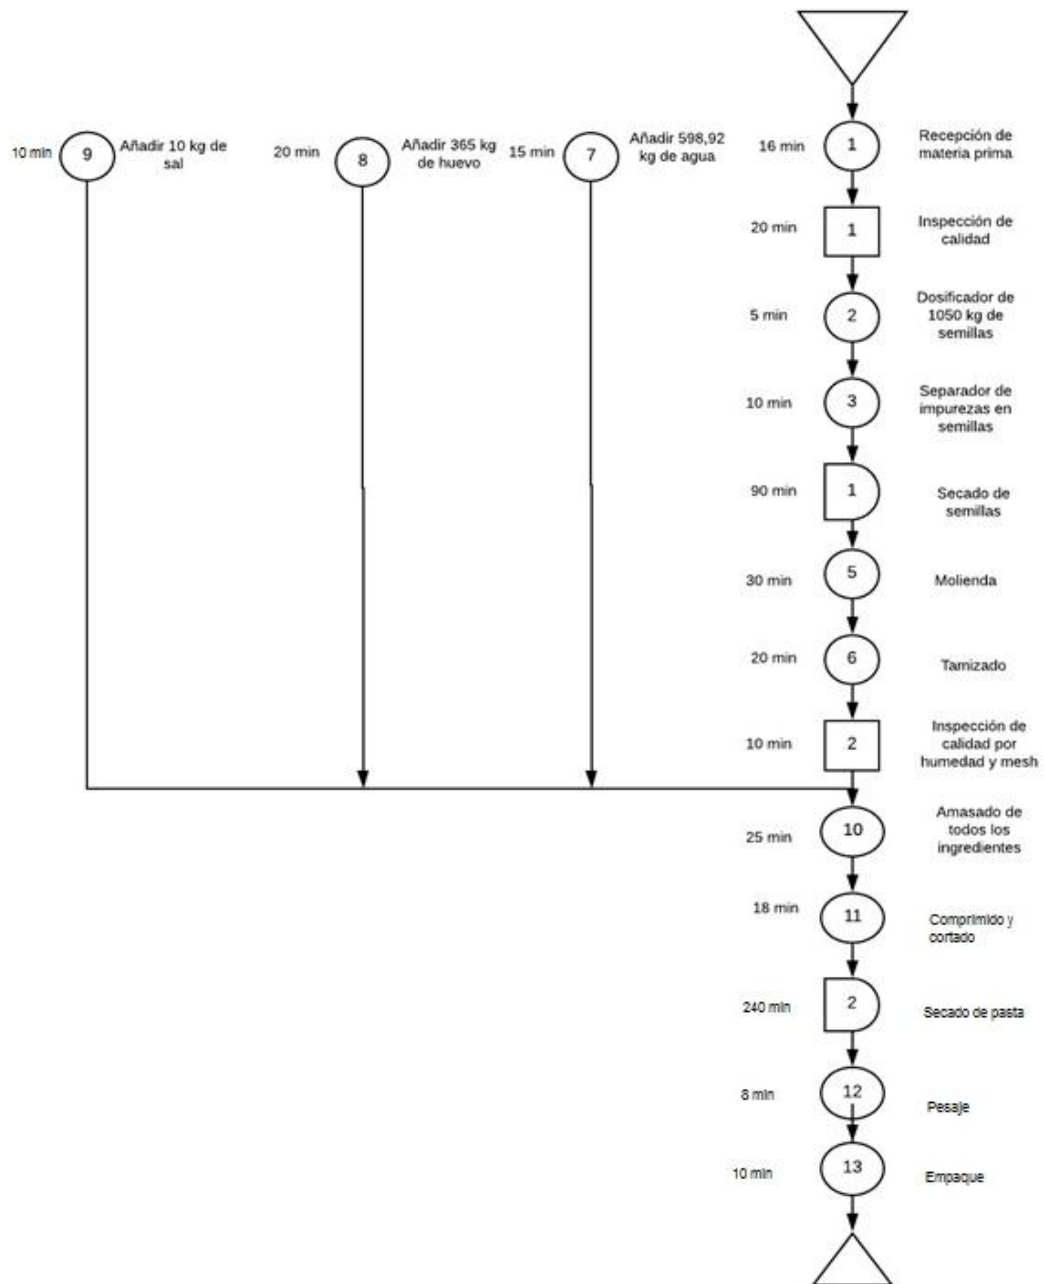 16 min
1
Recepción de
materia prima
10 min
9
Añadir 10 kg de
sal
20 min
8
Añadir 365 kg
de huevo
15 min
7
Añadir 598,92
kg de agua
20 min
1
Inspección de
calidad
5 min
2
Dosificador de
1050 kg de
semillas
10 min
3
Separador de
impurezas en
semillas
90 min
1
Secado de
semillas
30 min
5
Molienda
20 min
6
Tamizado
10 min
2
Inspección de
calidad por
humedad y mesh
25 min
10
Amasado de
todos los
ingredientes
18 min
11
Comprimido y
cortado
240 min
2
Secado de pasta
8 min
12
Pesaje
10 min
13
Empaque